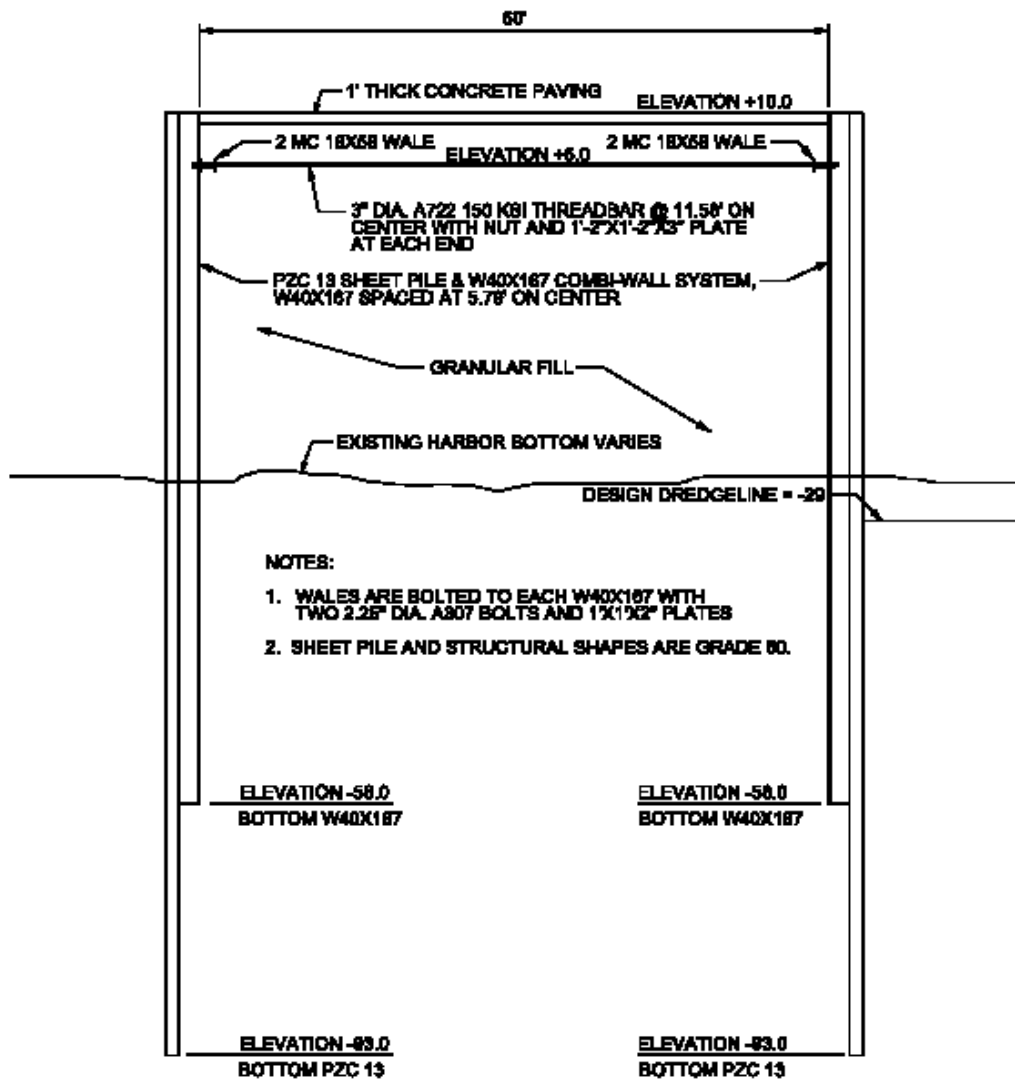 60'
1' THICK CONCRETE PAVING
ELEVATION +10.0
2 MC 18X58 WALE
2 MC 18X58 WALE
ELEVATION +5.0
3" DIA. A722 150 KSI THREADBAR @ 11.58' ON
CENTER WITH NUT AND 1'-2"X1'-2"X3" PLATE
AT EACH END
PZC 13 SHEET PILE & W40X167 COMBI-WALL SYSTEM,
W40X167 SPACED AT 5.79' ON CENTER
GRANULAR FILL
EXISTING HARBOR BOTTOM VARIES
DESIGN DREDGELINE = -29
NOTES:
1. WALES ARE BOLTED TO EACH W40X167 WITH
TWO 2.25" DIA. A307 BOLTS AND 1'X1'X2" PLATES
2. SHEET PILE AND STRUCTURAL SHAPES ARE GRADE 50.
ELEVATION -58.0
BOTTOM W40X167
ELEVATION -58.0
BOTTOM W40X167
ELEVATION -83.0
BOTTOM PZC 13
ELEVATION -83.0
BOTTOM PZC 13